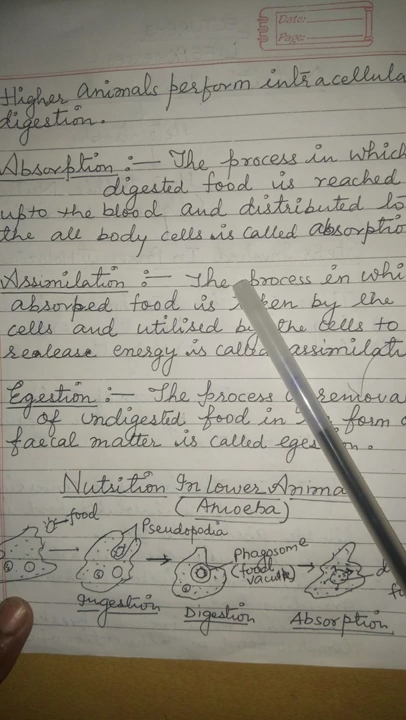 Date:
Page:
Higher animals perform intracellula
digestion.
Absorption :— The process in which
digested food is reached
upto the blood and distributed to
the all body cells is called absorptio
Assimilation :— The process in whi
absorped food is taken by the
cells and utilised by the cells to
sealease energy is called assimilati
Egestion :— The process of remova
of undigested food in the form o
faecal matter is called egestion.
Nutrition In Lower Anima
(Amoeba)
food
Pseudopodia
Phagosome
(food
vacuole)
Ingestion
Digestion
Absorption